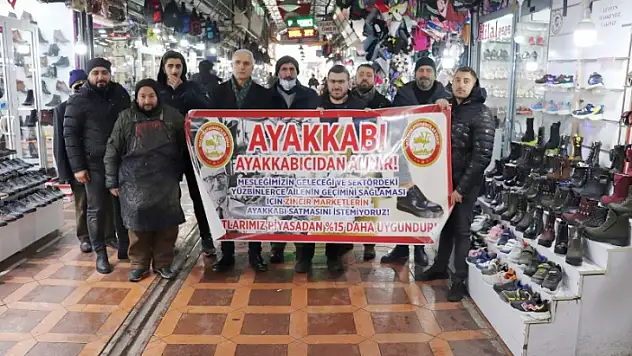 AYAKKABI
AYAKKABICIDAN ALINIR!
MESLEĞİMİZİN GELECEĞİ VE SEKTÖRDEKİ
YÜZBİNLERCE AİLENİN GEÇİMİNİ SAĞLAMASI
İÇİN ZİNCİR MARKETLERİN
AYAKKABI SATMASINI İSTEMİYORUZ!
PİYASADAN %15 DAHA UYGUNDUR